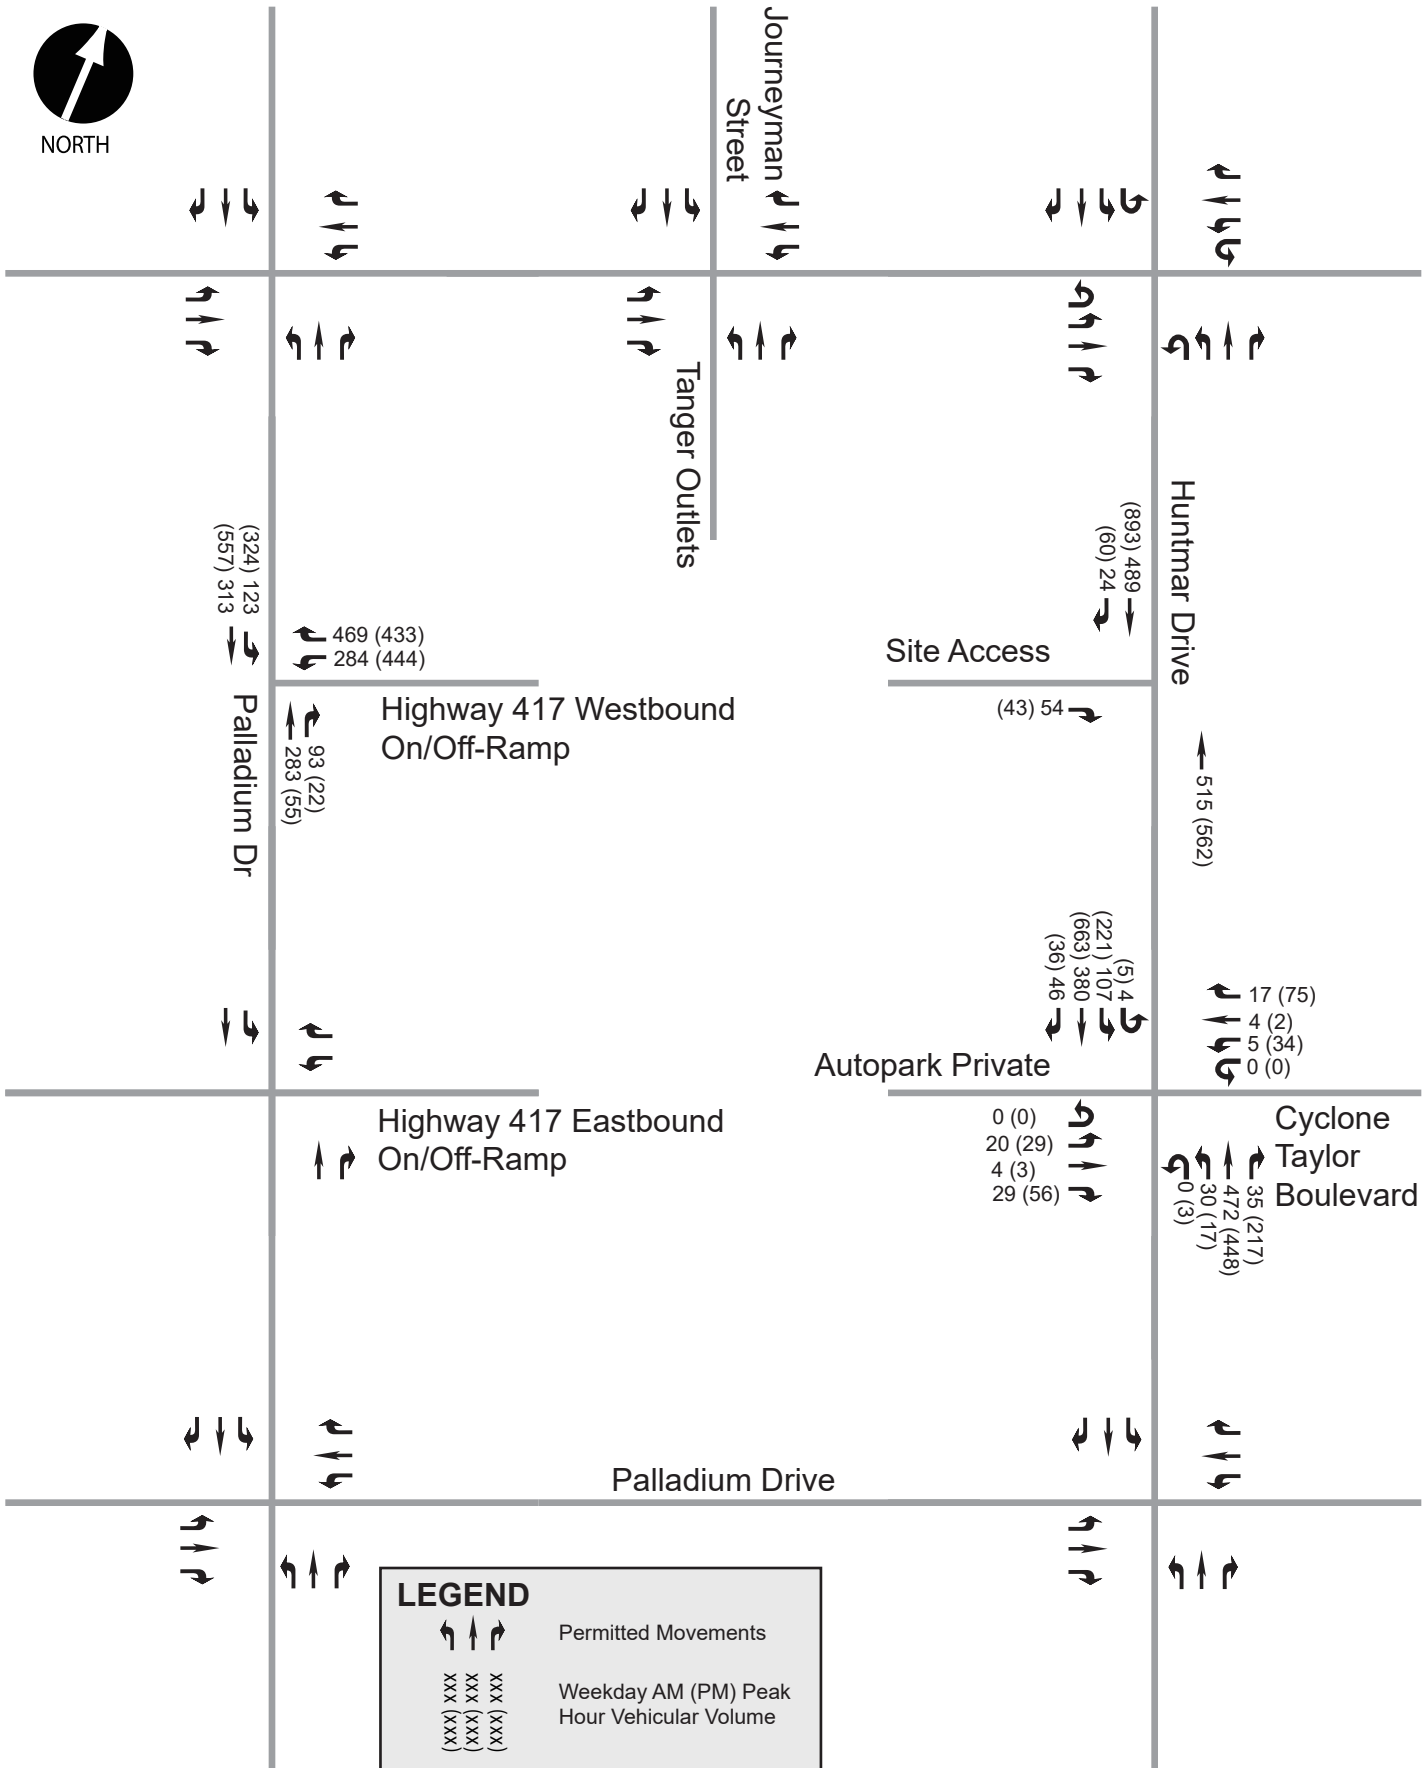 NORTH
Journeyman
Street
Tanger Outlets
Huntmar Drive
(324) 123
(557) 313
469 (433)
284 (444)
Palladium Dr
93 (22)
283 (55)
Highway 417 Westbound
On/Off-Ramp
(893) 489
(60) 24
Site Access
(43) 54
515 (562)
(5) 4
(221) 107
(663) 380
(36) 46
17 (75)
4 (2)
5 (34)
0 (0)
Autopark Private
Highway 417 Eastbound
On/Off-Ramp
0 (0)
20 (29)
4 (3)
29 (56)
Cyclone
Taylor
Boulevard
35 (217)
472 (448)
30 (17)
0 (3)
Palladium Drive
LEGEND
Permitted Movements
xxx (xxx)
xxx (xxx)
xxx (xxx)
Weekday AM (PM) Peak
Hour Vehicular Volume